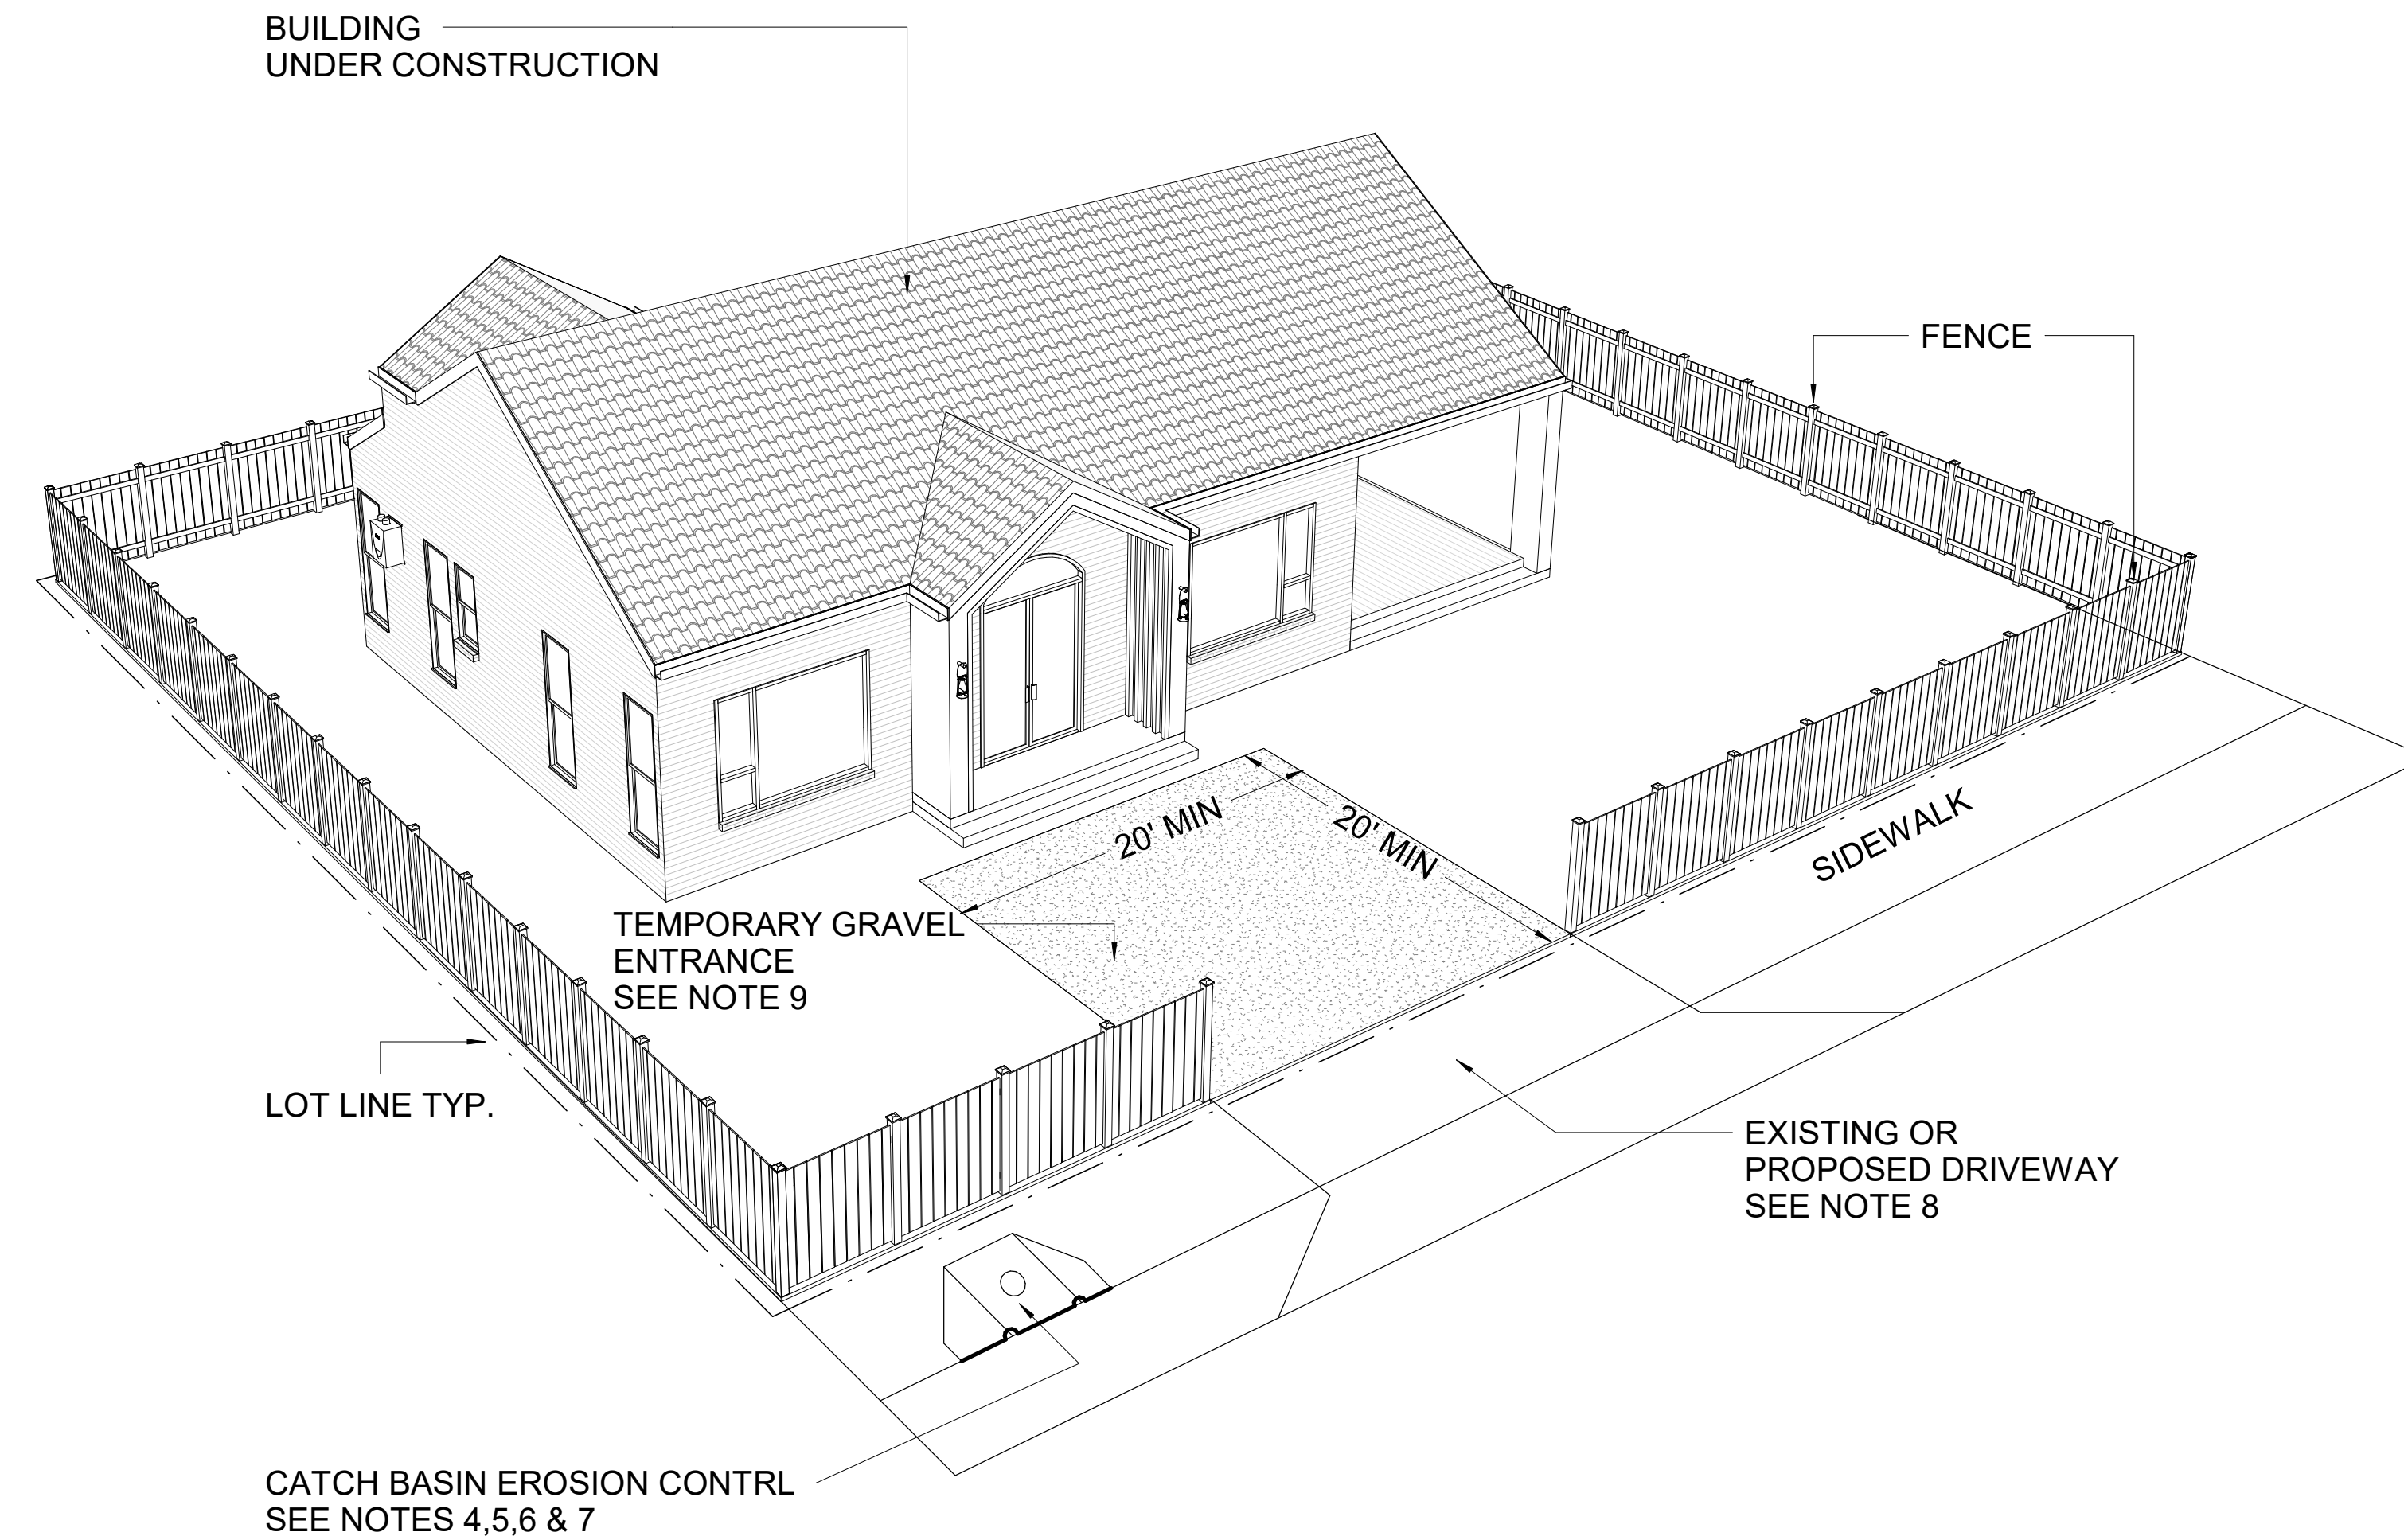 BUILDING
UNDER CONSTRUCTION
FENCE
20' MIN
20' MIN
SIDEWALK
TEMPORARY GRAVEL
ENTRANCE
SEE NOTE 9
LOT LINE TYP.
EXISTING OR
PROPOSED DRIVEWAY
SEE NOTE 8
CATCH BASIN EROSION CONTRL
SEE NOTES 4,5,6 & 7